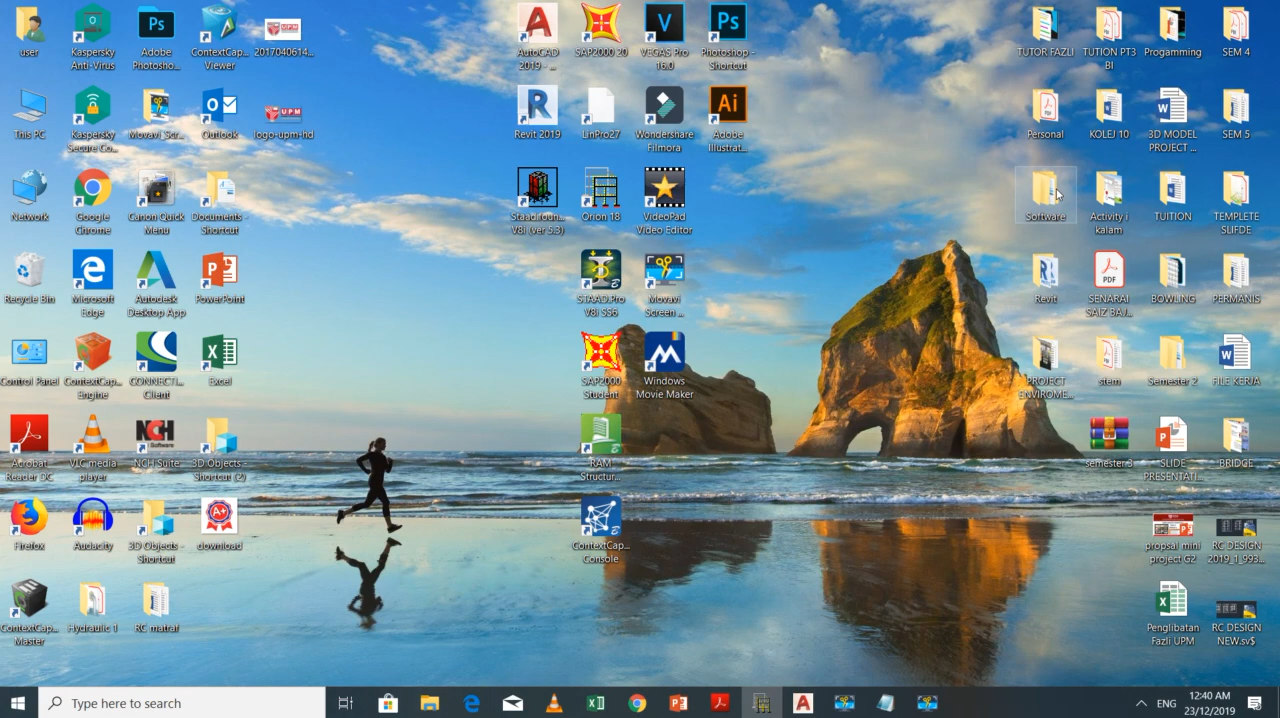 user
Kaspersky
Anti-Virus
Adobe
Photosho...
ContextCap...
Viewer
2017040614...
AutoCAD
2019 - ...
SAP2000 20
VEGAS Pro
16.0
Photoshop -
Shortcut
TUTOR FAZLI
TUTION PT3
BI
Progamming
SEM 4
This PC
Kaspersky
Secure Co...
Movavi Scr...
Outlook
logo-upm-hd
Revit 2019
LinPro27
Wondershare
Filmora
Adobe
Illustrat...
Personal
KOLEJ 10
3D MODEL
PROJECT ...
SEM 5
Network
Google
Chrome
Canon Quick
Menu
Documents -
Shortcut
Staad.foun...
V8i (ver 5.3)
Orion 18
VideoPad
Video Editor
Software
Activity i
kalam
TUITION
TEMPLETE
SLIFDE
Recycle Bin
Microsoft
Edge
Autodesk
Desktop App
PowerPoint
STAAD.Pro
V8i SS6
Movavi
Screen ...
Revit
SENARAI
SAIZ BAJ...
BOWLING
PERMANIS
Control Panel
ContextCap...
Engine
CONNECTI...
Client
Excel
SAP2000
Student
Windows
Movie Maker
PROJECT
ENVIROME...
stem
Semester 2
FILE KERJA
Acrobat
Reader DC
VLC media
player
NCH Suite
3D Objects -
Shortcut (2)
RAM
Structur...
semester 3
SLIDE
PRESENTATI...
BRIDGE
Firefox
Audacity
3D Objects -
Shortcut
download
ContextCap...
Console
propsal mini
project G2
RC DESIGN
2019_1_993...
ContextCap...
Master
Hydraulic 1
RC matraf
Penglibatan
Fazli UPM
RC DESIGN
NEW.sv$
Type here to search
ENG
12:40 AM
23/12/2019